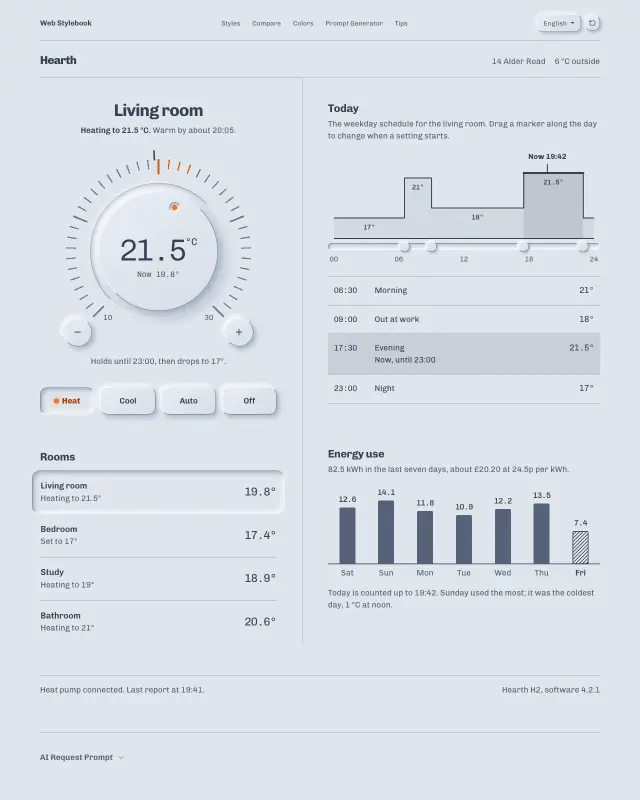 Web Stylebook
Styles Compare Colors Prompt Generator Tips
English
Hearth
14 Alder Road 6 °C outside
Living room
Heating to 21.5 °C. Warm by about 20:05.
21.5°C
Now 19.8°
10
30
−
+
Holds until 23:00, then drops to 17°.
Heat
Cool
Auto
Off
Rooms
Living room
Heating to 21.5°
19.8°
Bedroom
Set to 17°
17.4°
Study
Heating to 19°
18.9°
Bathroom
Heating to 21°
20.6°
Today
The weekday schedule for the living room. Drag a marker along the day
to change when a setting starts.
Now 19:42
17°
21°
18°
21.5°
00 06 12 18 24
06:30 Morning 21°
09:00 Out at work 18°
17:30 Evening 21.5°
Now, until 23:00
23:00 Night 17°
Energy use
82.5 kWh in the last seven days, about £20.20 at 24.5p per kWh.
12.6 14.1 11.8 10.9 12.2 13.5 7.4
Sat Sun Mon Tue Wed Thu Fri
Today is counted up to 19:42. Sunday used the most; it was the coldest
day, 1 °C at noon.
Heat pump connected. Last report at 19:41.
Hearth H2, software 4.2.1
AI Request Prompt